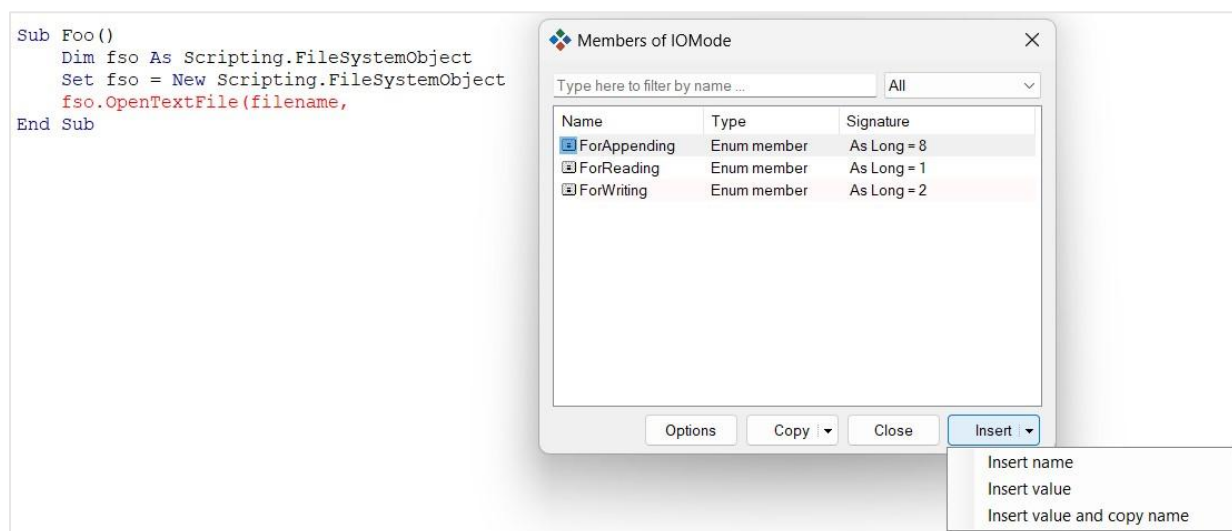 Sub Foo()
Dim fso As Scripting.FileSystemObject
Set fso = New Scripting.FileSystemObject
fso.OpenTextFile(filename,
End Sub
Members of IOMode
Type here to filter by name ... All
Name Type Signature
ForAppending Enum member As Long = 8
ForReading Enum member As Long = 1
ForWriting Enum member As Long = 2
Options Copy Close Insert
Insert name
Insert value
Insert value and copy name